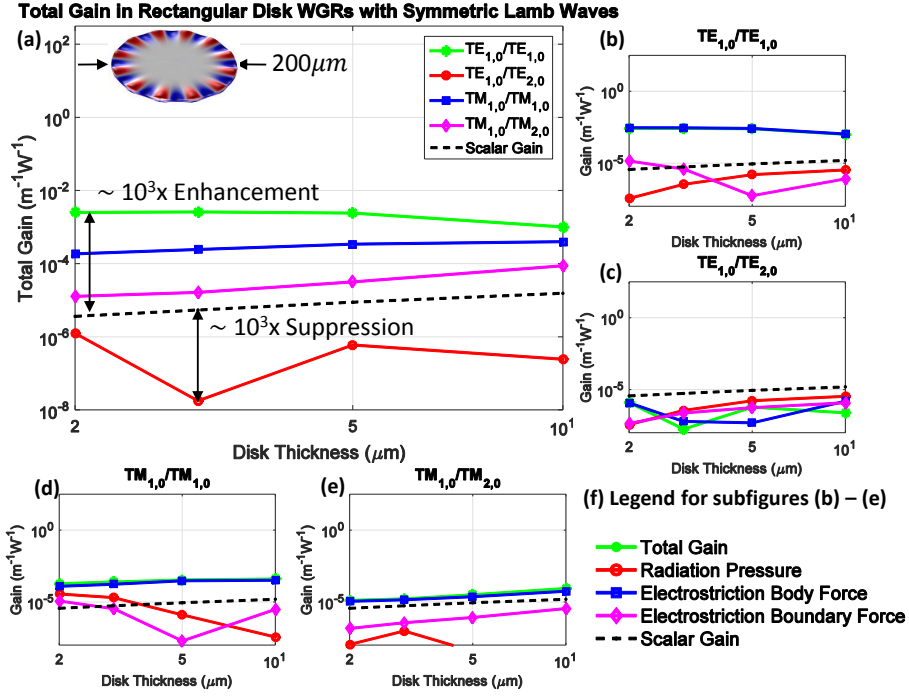 Total Gain in Rectangular Disk WGRs with Symmetric Lamb Waves
(a)
200μm
TE1,0/TE1,0
TE1,0/TE2,0
TM1,0/TM1,0
TM1,0/TM2,0
Scalar Gain
~ 10³x Enhancement
~ 10³x Suppression
Total Gain (m⁻¹W⁻¹)
10²
10⁰
10⁻²
10⁻⁴
10⁻⁶
10⁻⁸
2
5
10¹
Disk Thickness (μm)
(b)
TE1,0/TE1,0
Gain (m⁻¹W⁻¹)
10⁰
10⁻⁵
2
5
10¹
Disk Thickness (μm)
(c)
TE1,0/TE2,0
Gain (m⁻¹W⁻¹)
10⁰
10⁻⁵
2
5
10¹
Disk Thickness (μm)
(d)
TM1,0/TM1,0
Gain (m⁻¹W⁻¹)
10⁰
10⁻⁵
2
5
10¹
Disk Thickness (μm)
(e)
TM1,0/TM2,0
Gain (m⁻¹W⁻¹)
10⁰
10⁻⁵
2
5
10¹
Disk Thickness (μm)
(f) Legend for subfigures (b) – (e)
Total Gain
Radiation Pressure
Electrostriction Body Force
Electrostriction Boundary Force
Scalar Gain